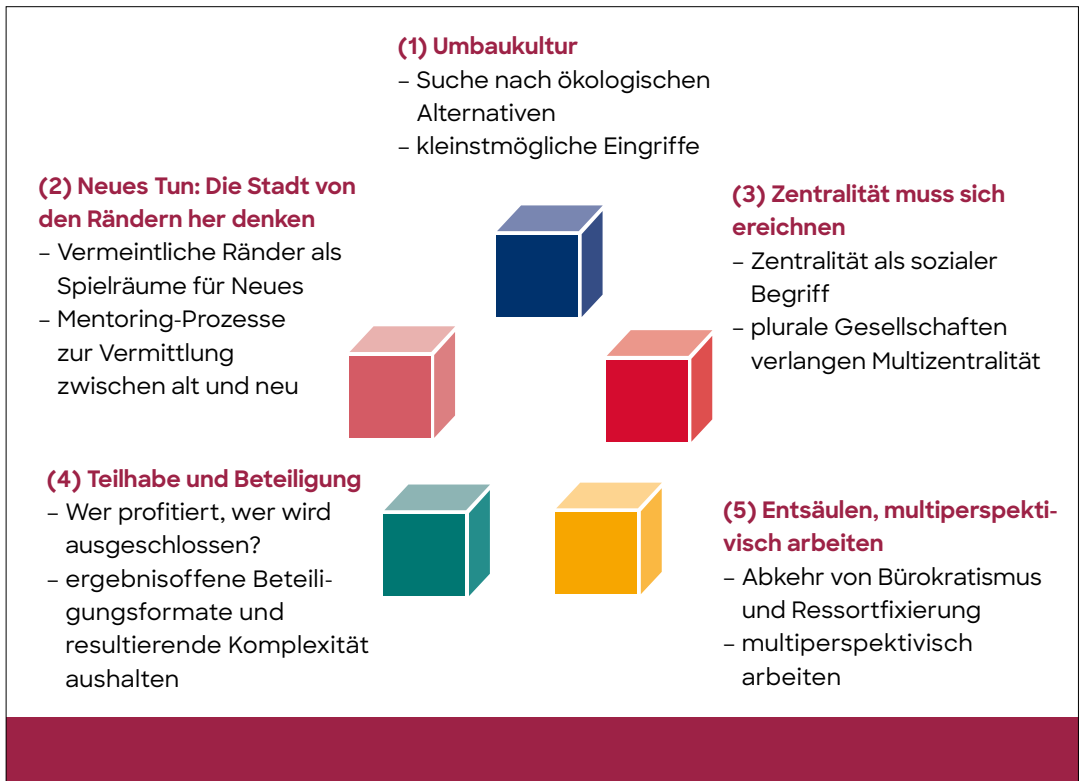 (1) Umbaukultur
– Suche nach ökologischen
Alternativen
– kleinstmögliche Eingriffe
(2) Neues Tun: Die Stadt von
den Rändern her denken
– Vermeintliche Ränder als
Spielräume für Neues
– Mentoring-Prozesse
zur Vermittlung
zwischen alt und neu
(3) Zentralität muss sich
ereichnen
– Zentralität als sozialer
Begriff
– plurale Gesellschaften
verlangen Multizentralität
(4) Teilhabe und Beteiligung
– Wer profitiert, wer wird
ausgeschlossen?
– ergebnisoffene Beteili-
gungsformate und
resultierende Komplexität
aushalten
(5) Entsäulen, multiperspekti-
visch arbeiten
– Abkehr von Bürokratismus
und Ressortfixierung
– multiperspektivisch
arbeiten